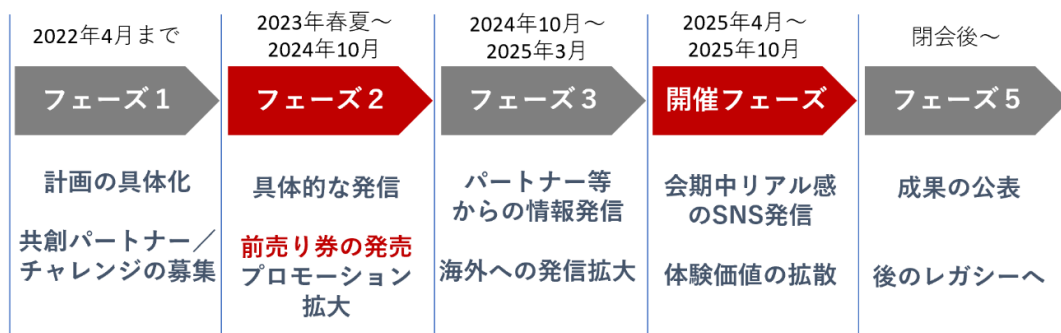 2022年4月まで
2023年春夏～
2024年10月
2024年10月～
2025年3月
2025年4月～
2025年10月
閉会後～
フェーズ１
フェーズ２
フェーズ３
開催フェーズ
フェーズ５
計画の具体化
共創パートナー／
チャレンジの募集
具体的な発信
前売り券の発売
プロモーション
拡大
パートナー等
からの情報発信
海外への発信拡大
会期中リアル感
のSNS発信
体験価値の拡散
成果の公表
後のレガシーへ